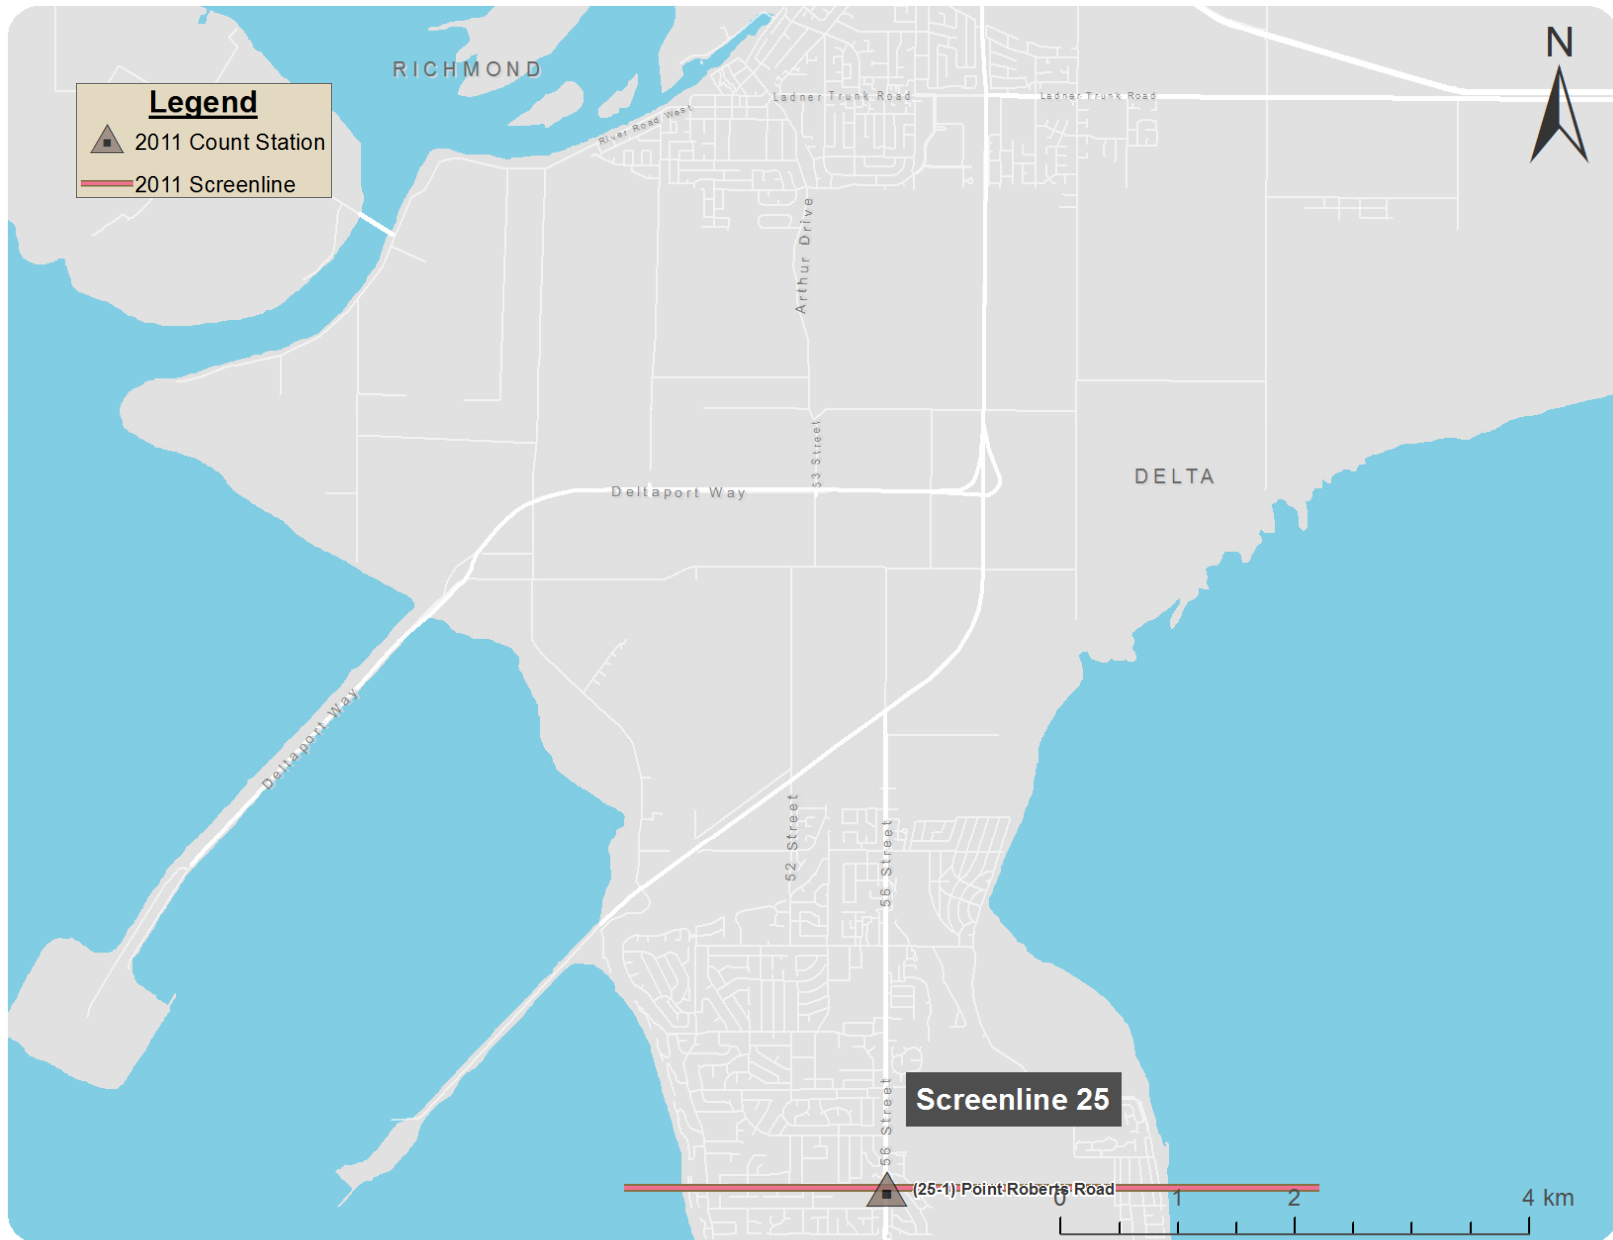 N
RICHMOND
Legend
2011 Count Station
2011 Screenline
Ladner Trunk Road
Ladner Trunk Road
River Road West
Arthur Drive
53 Street
DELTA
Deltaport Way
Deltaport Way
52 Street
56 Street
Screenline 25
56 Street
(25-1) Point Roberts Road
0 1 2 4 km